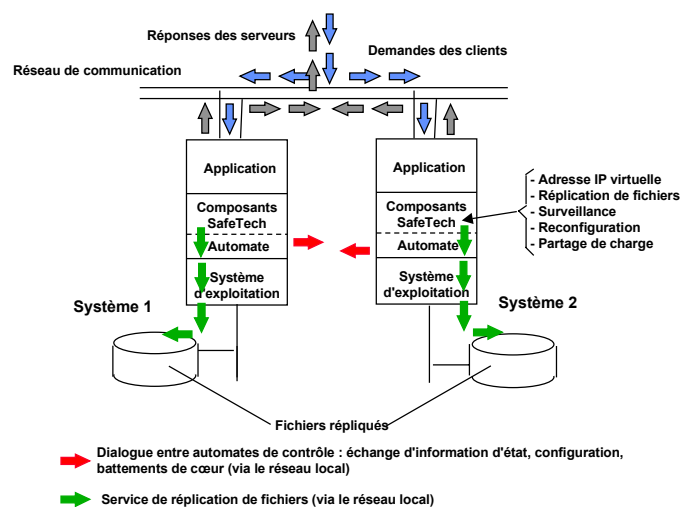 Réponses des serveurs
Demandes des clients
Réseau de communication
Application
Composants
SafeTech
Automate
Système
d'exploitation
Application
Composants
SafeTech
Automate
Système
d'exploitation
- Adresse IP virtuelle
- Réplication de fichiers
- Surveillance
- Reconfiguration
- Partage de charge
Système 1
Système 2
Fichiers répliqués
Dialogue entre automates de contrôle : échange d'information d'état, configuration,
battements de cœur (via le réseau local)
Service de réplication de fichiers (via le réseau local)